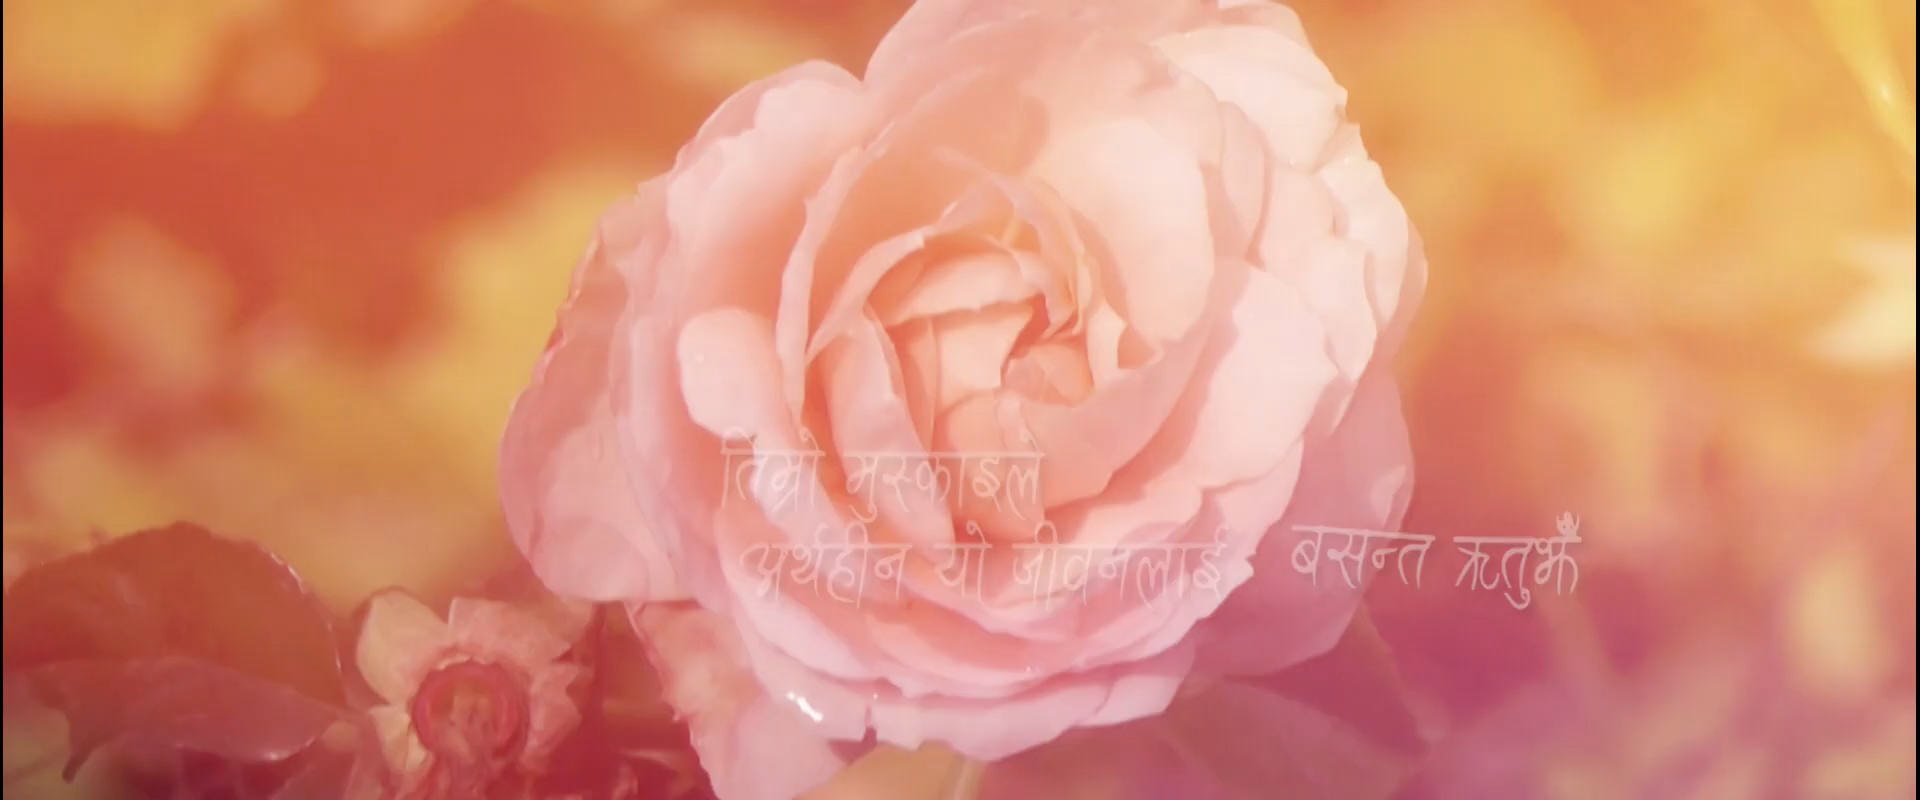 तिम्रो मुस्काइले
अर्थहीन यो जीवनलाई बसन्त ऋतुझैँ